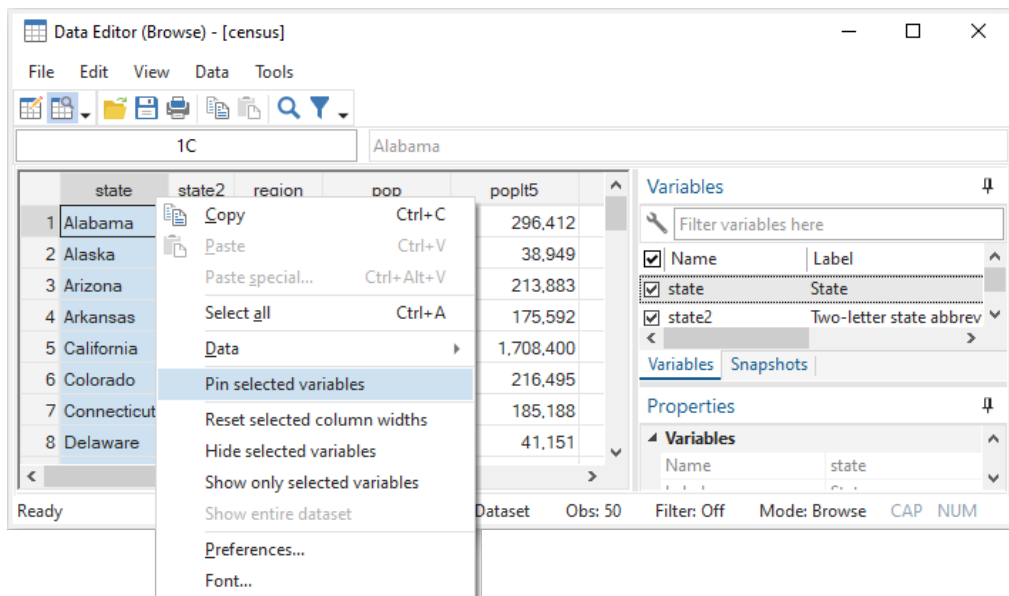 Data Editor (Browse) - [census]
File Edit View Data Tools
1C Alabama
state state2 region pop poplt5
1 Alabama 296,412
2 Alaska 38,949
3 Arizona 213,883
4 Arkansas 175,592
5 California 1,708,400
6 Colorado 216,495
7 Connecticut 185,188
8 Delaware 41,151
Copy Ctrl+C
Paste Ctrl+V
Paste special... Ctrl+Alt+V
Select all Ctrl+A
Data
Pin selected variables
Reset selected column widths
Hide selected variables
Show only selected variables
Show entire dataset
Preferences...
Font...
Variables
Filter variables here
Name Label
state State
state2 Two-letter state abbrev
Variables Snapshots
Properties
Variables
Name state
Ready Dataset Obs: 50 Filter: Off Mode: Browse CAP NUM